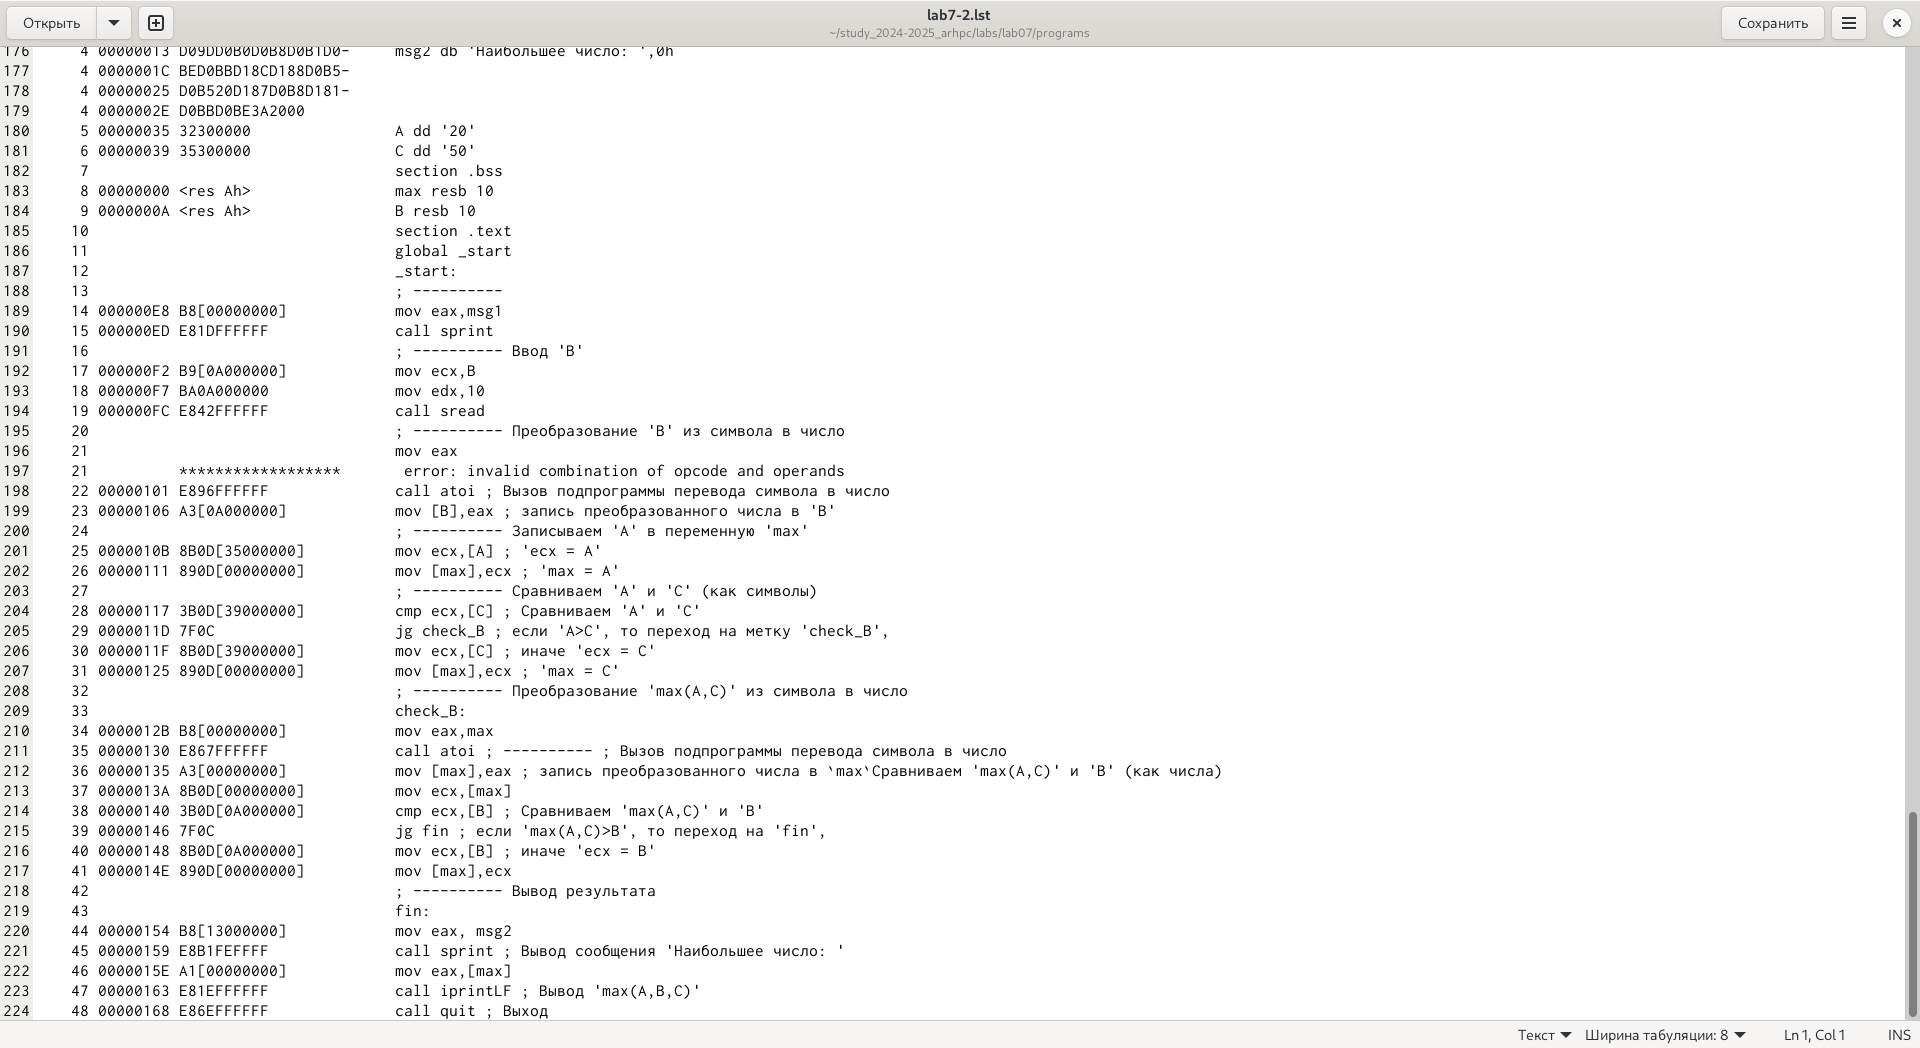 Открыть
lab7-2.lst
~/study_2024-2025_arhpc/labs/lab07/programs
Сохранить
176 4 00000013 D09DD0B0D0B8D0B1D0- msg2 db 'Наибольшее число: ',0h
177 4 0000001C BED0BBD18CD188D0B5-
178 4 00000025 D0B520D187D0B8D181-
179 4 0000002E D0BBD0BE3A2000
180 5 00000035 32300000 A dd '20'
181 6 00000039 35300000 C dd '50'
182 7 section .bss
183 8 00000000 <res Ah> max resb 10
184 9 0000000A <res Ah> B resb 10
185 10 section .text
186 11 global _start
187 12 _start:
188 13 ; ----------
189 14 000000E8 B8[00000000] mov eax,msg1
190 15 000000ED E81DFFFFFF call sprint
191 16 ; ---------- Ввод 'B'
192 17 000000F2 B9[0A000000] mov ecx,B
193 18 000000F7 BA0A000000 mov edx,10
194 19 000000FC E842FFFFFF call sread
195 20 ; ---------- Преобразование 'B' из символа в число
196 21 mov eax
197 21 ****************** error: invalid combination of opcode and operands
198 22 00000101 E896FFFFFF call atoi ; Вызов подпрограммы перевода символа в число
199 23 00000106 A3[0A000000] mov [B],eax ; запись преобразованного числа в 'B'
200 24 ; ---------- Записываем 'A' в переменную 'max'
201 25 0000010B 8B0D[35000000] mov ecx,[A] ; 'ecx = A'
202 26 00000111 890D[00000000] mov [max],ecx ; 'max = A'
203 27 ; ---------- Сравниваем 'A' и 'С' (как символы)
204 28 00000117 3B0D[39000000] cmp ecx,[C] ; Сравниваем 'A' и 'С'
205 29 0000011D 7F0C jg check_B ; если 'A>C', то переход на метку 'check_B',
206 30 0000011F 8B0D[39000000] mov ecx,[C] ; иначе 'ecx = C'
207 31 00000125 890D[00000000] mov [max],ecx ; 'max = C'
208 32 ; ---------- Преобразование 'max(A,C)' из символа в число
209 33 check_B:
210 34 0000012B B8[00000000] mov eax,max
211 35 00000130 E867FFFFFF call atoi ; ---------- ; Вызов подпрограммы перевода символа в число
212 36 00000135 A3[00000000] mov [max],eax ; запись преобразованного числа в `max`Сравниваем 'max(A,C)' и 'B' (как числа)
213 37 0000013A 8B0D[00000000] mov ecx,[max]
214 38 00000140 3B0D[0A000000] cmp ecx,[B] ; Сравниваем 'max(A,C)' и 'B'
215 39 00000146 7F0C jg fin ; если 'max(A,C)>B', то переход на 'fin',
216 40 00000148 8B0D[0A000000] mov ecx,[B] ; иначе 'ecx = B'
217 41 0000014E 890D[00000000] mov [max],ecx
218 42 ; ---------- Вывод результата
219 43 fin:
220 44 00000154 B8[13000000] mov eax, msg2
221 45 00000159 E8B1FEFFFF call sprint ; Вывод сообщения 'Наибольшее число: '
222 46 0000015E A1[00000000] mov eax,[max]
223 47 00000163 E81EFFFFFF call iprintLF ; Вывод 'max(A,B,C)'
224 48 00000168 E86EFFFFFF call quit ; Выход
Текст Ширина табуляции: 8 Ln 1, Col 1 INS